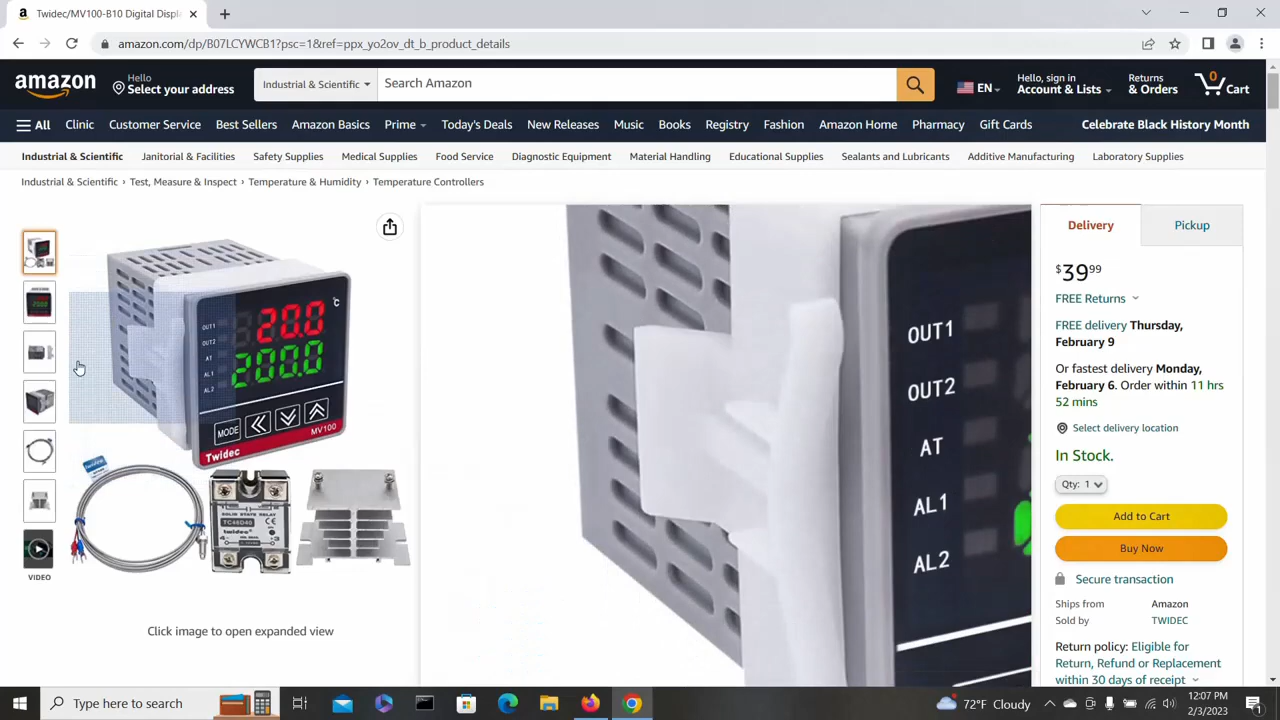 Twidec/MV100-B10 Digital Displ
amazon.com/dp/B07LCYWCB1?psc=1&ref=ppx_yo2ov_dt_b_product_details
amazon
Hello
Select your address
Industrial & Scientific
Search Amazon
EN
Hello, sign in
Account & Lists
Returns
& Orders
0
Cart
All
Clinic
Customer Service
Best Sellers
Amazon Basics
Prime
Today's Deals
New Releases
Music
Books
Registry
Fashion
Amazon Home
Pharmacy
Gift Cards
Celebrate Black History Month
Industrial & Scientific
Janitorial & Facilities
Safety Supplies
Medical Supplies
Food Service
Diagnostic Equipment
Material Handling
Educational Supplies
Sealants and Lubricants
Additive Manufacturing
Laboratory Supplies
Industrial & Scientific › Test, Measure & Inspect › Temperature & Humidity › Temperature Controllers
OUT1
OUT2
AT
AL1
AL2
28.0
°C
200.0
MODE
Twidec
MV100
SOLID STATE RELAY
TC48D40
twidec
VIDEO
Click image to open expanded view
OUT1
OUT2
AT
AL1
AL2
Delivery
Pickup
$39.99
FREE Returns
FREE delivery Thursday,
February 9
Or fastest delivery Monday,
February 6. Order within 11 hrs
52 mins
Select delivery location
In Stock.
Qty: 1
Add to Cart
Buy Now
Secure transaction
Ships from Amazon
Sold by TWIDEC
Return policy: Eligible for
Return, Refund or Replacement
within 30 days of receipt
Type here to search
72°F Cloudy
12:07 PM
2/3/2023
1